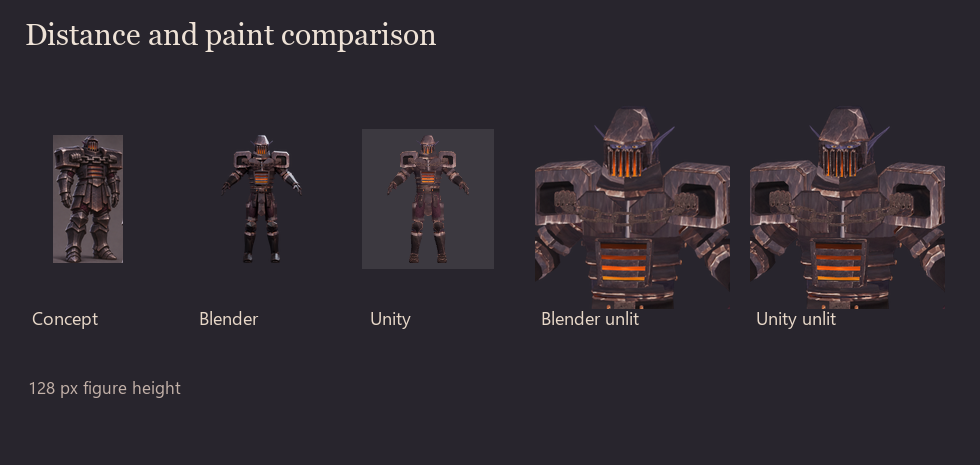 Distance and paint comparison
Concept
Blender
Unity
Blender unlit
Unity unlit
128 px figure height